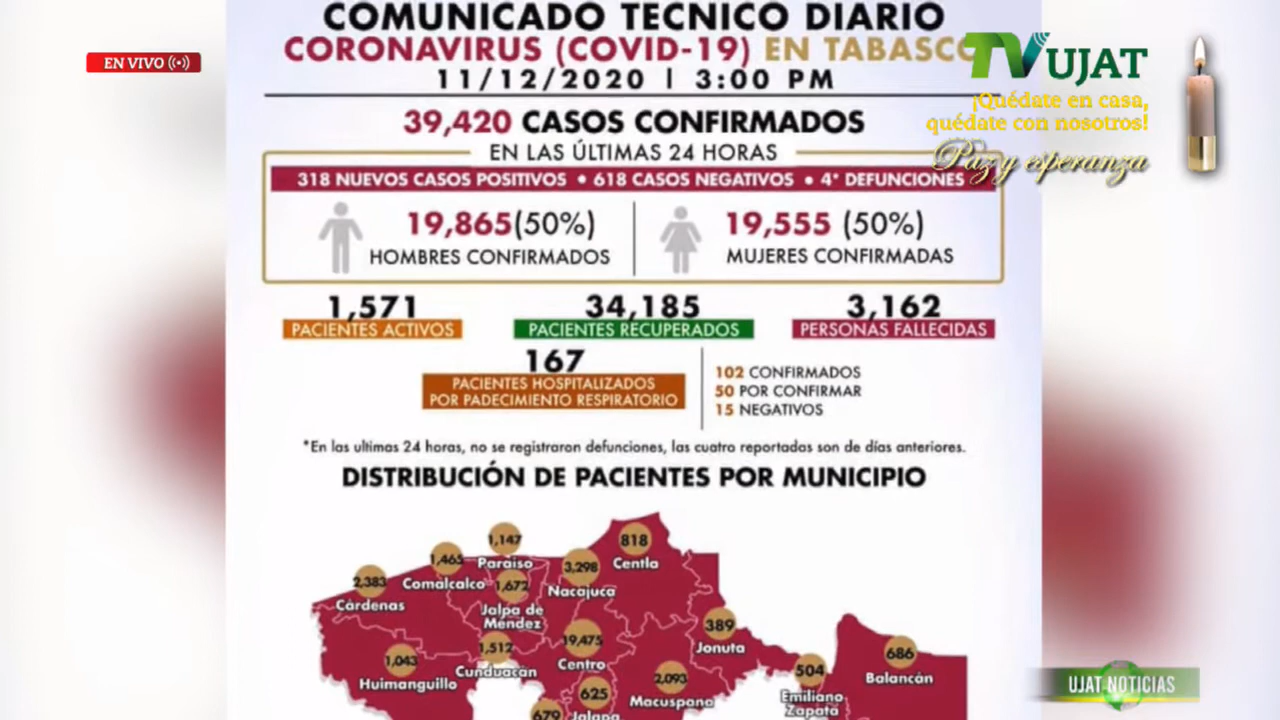 COMUNICADO TECNICO DIARIO
CORONAVIRUS (COVID-19) EN TABASCO
11/12/2020 | 3:00 PM
EN VIVO
TVUJAT
¡Quédate en casa,
quédate con nosotros!
Paz y esperanza
39,420 CASOS CONFIRMADOS
EN LAS ÚLTIMAS 24 HORAS
318 NUEVOS CASOS POSITIVOS • 618 CASOS NEGATIVOS • 4* DEFUNCIONES
19,865(50%)
HOMBRES CONFIRMADOS
19,555 (50%)
MUJERES CONFIRMADAS
1,571
PACIENTES ACTIVOS
34,185
PACIENTES RECUPERADOS
3,162
PERSONAS FALLECIDAS
167
PACIENTES HOSPITALIZADOS
POR PADECIMIENTO RESPIRATORIO
102 CONFIRMADOS
50 POR CONFIRMAR
15 NEGATIVOS
*En las ultimas 24 horas, no se registraron defunciones, las cuatro reportadas son de días anteriores.
DISTRIBUCIÓN DE PACIENTES POR MUNICIPIO
1,147
Paraíso
818
Centla
1,465
Comalcalco
3,298
Nacajuca
2,383
Cárdenas
1,672
Jalpa de
Méndez
389
Jonuta
19,475
Centro
1,512
Cunduacán
1,043
Huimanguillo
686
Balancán
504
Emiliano
Zapata
2,093
Macuspana
625
Jalapa
679
UJAT NOTICIAS